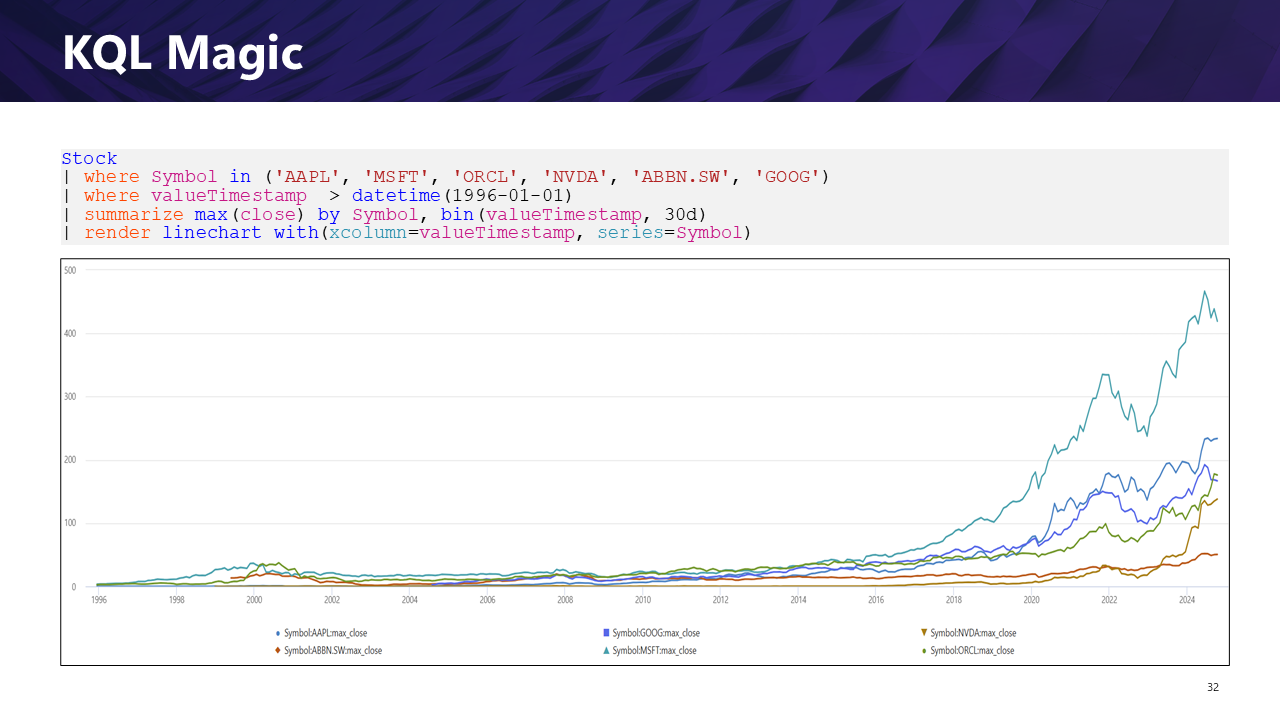 KQL Magic
Stock
| where Symbol in ('AAPL', 'MSFT', 'ORCL', 'NVDA', 'ABBN.SW', 'GOOG')
| where valueTimestamp  > datetime(1996-01-01)
| summarize max(close) by Symbol, bin(valueTimestamp, 30d)
| render linechart with(xcolumn=valueTimestamp, series=Symbol)
500
400
300
200
100
0
1996 1998 2000 2002 2004 2006 2008 2010 2012 2014 2016 2018 2020 2022 2024
Symbol:AAPL:max_close Symbol:GOOG:max_close Symbol:NVDA:max_close
Symbol:ABBN.SW:max_close Symbol:MSFT:max_close Symbol:ORCL:max_close
32